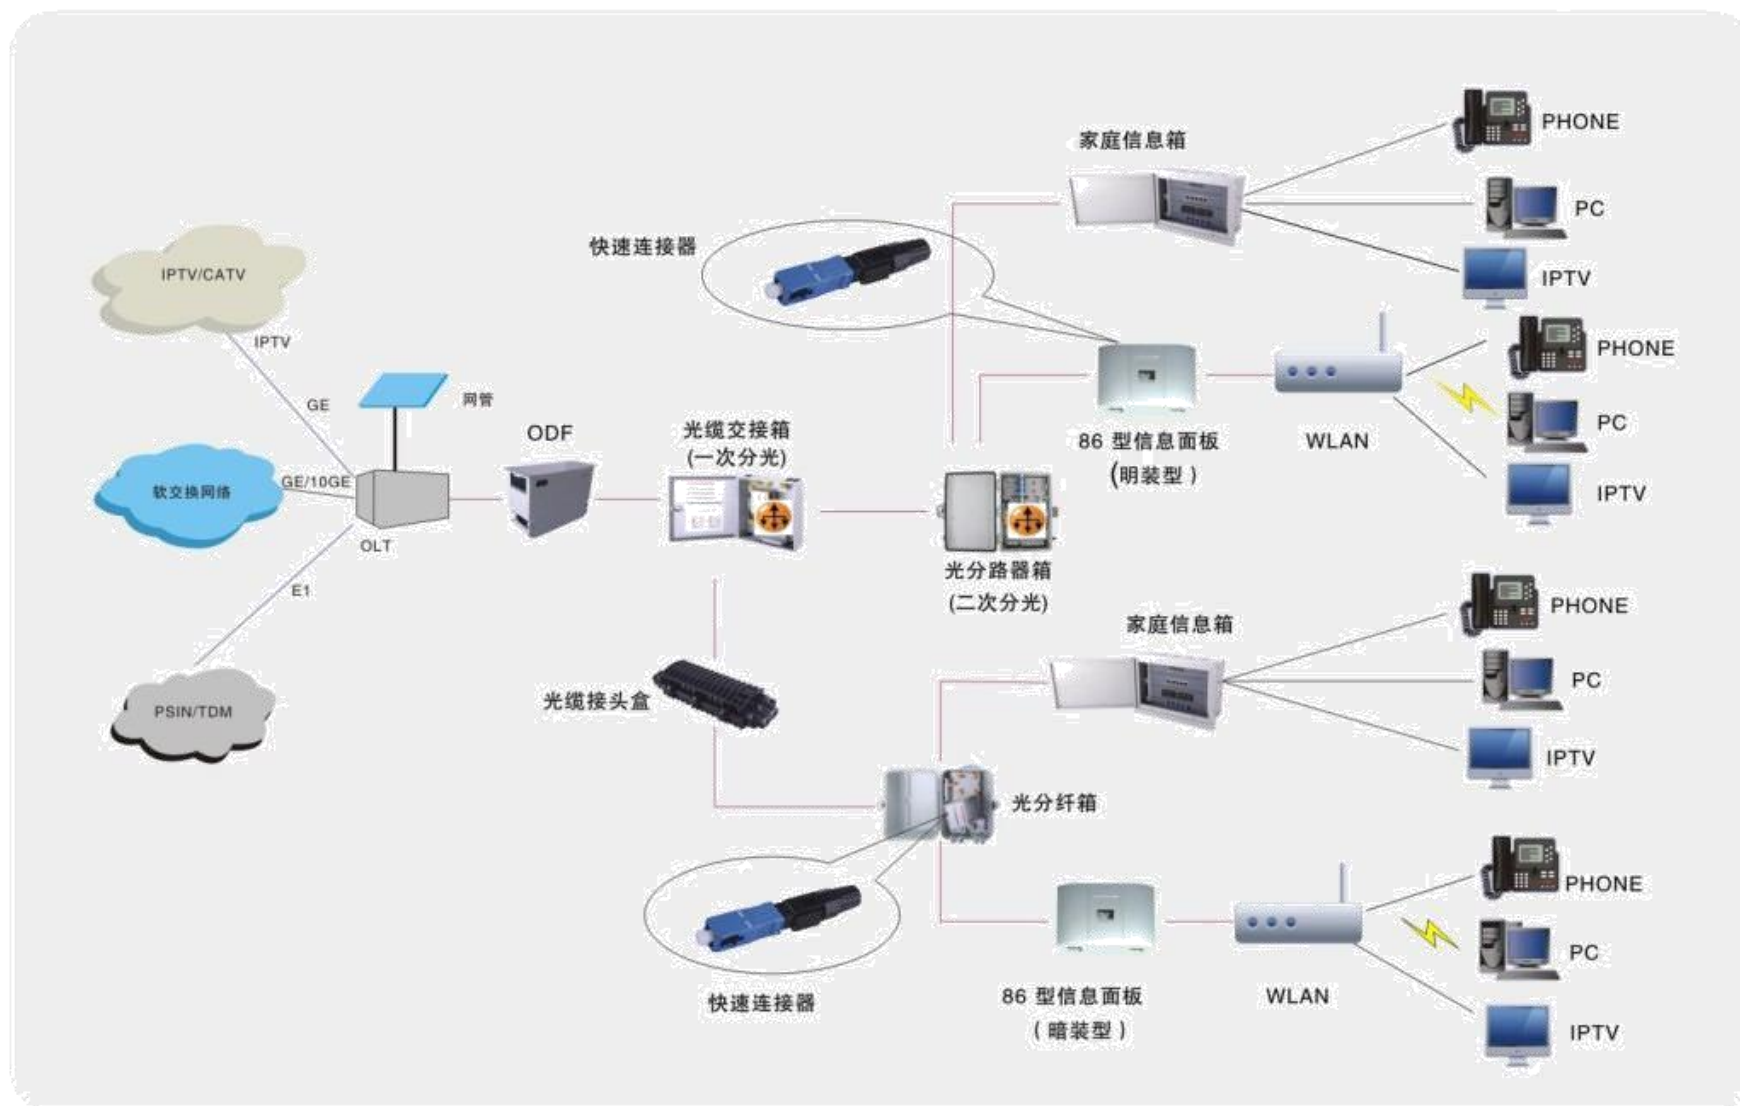 家庭信息箱
PHONE
PC
IPTV
快速连接器
IPTV/CATV
IPTV
GE
网管
PHONE
PC
IPTV
WLAN
86 型信息面板
(明装型)
ODF
光缆交接箱
(一次分光)
软交换网络
GE/10GE
OLT
E1
光分路器箱
(二次分光)
PSIN/TDM
光缆接头盒
家庭信息箱
PHONE
PC
IPTV
光分纤箱
快速连接器
86 型信息面板
(暗装型)
WLAN
PHONE
PC
IPTV